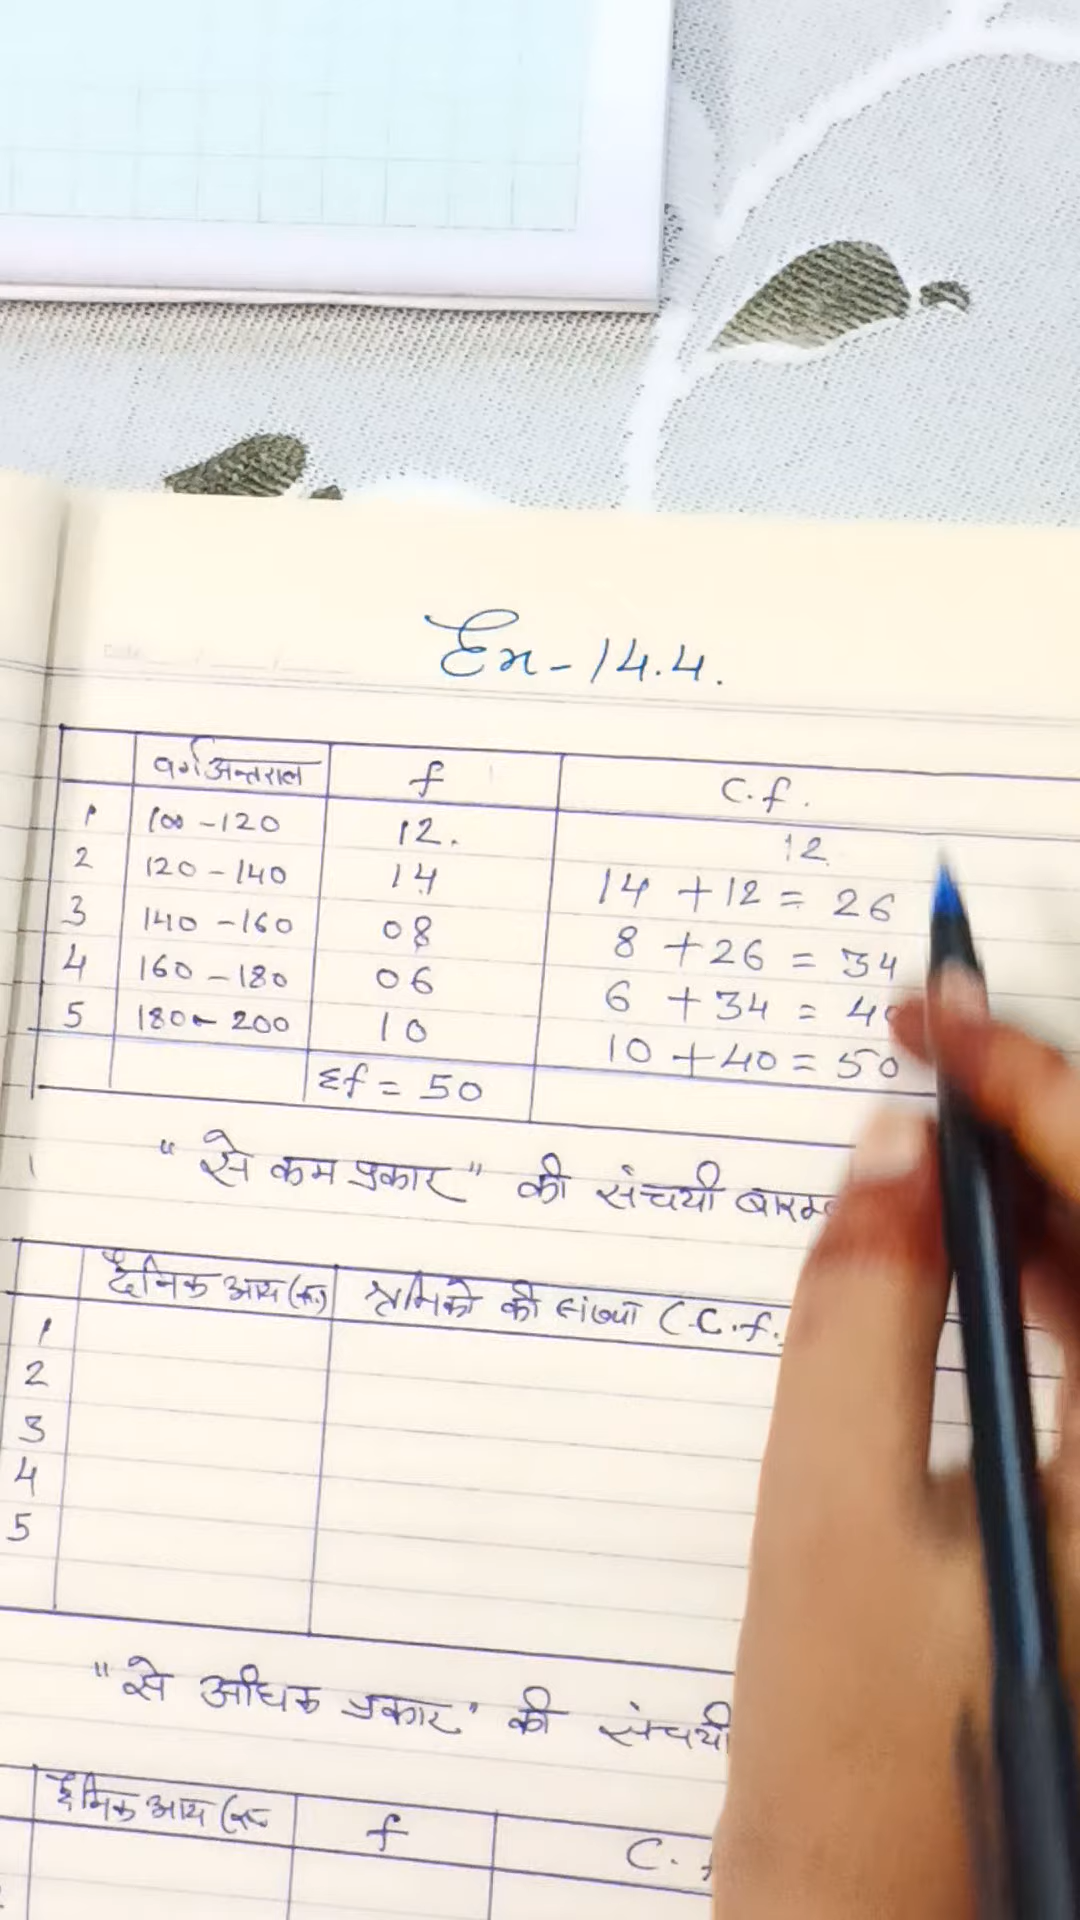 Ex-14.4.
वर्ग अन्तराल f C.f.
1 100-120 12. 12
2 120-140 14 14 +12 = 26
3 140-160 08 8 +26 = 34
4 160-180 06 6 +34 = 40
5 180-200 10 10 +40 = 50
Σf = 50
"से कम प्रकार" की संचयी
दैनिक आय (रू.) श्रमिको की संख्या (C.f.
1
2
3
4
5
"से अधिक प्रकार" की संचयी
दैनिक आय (रू f C.